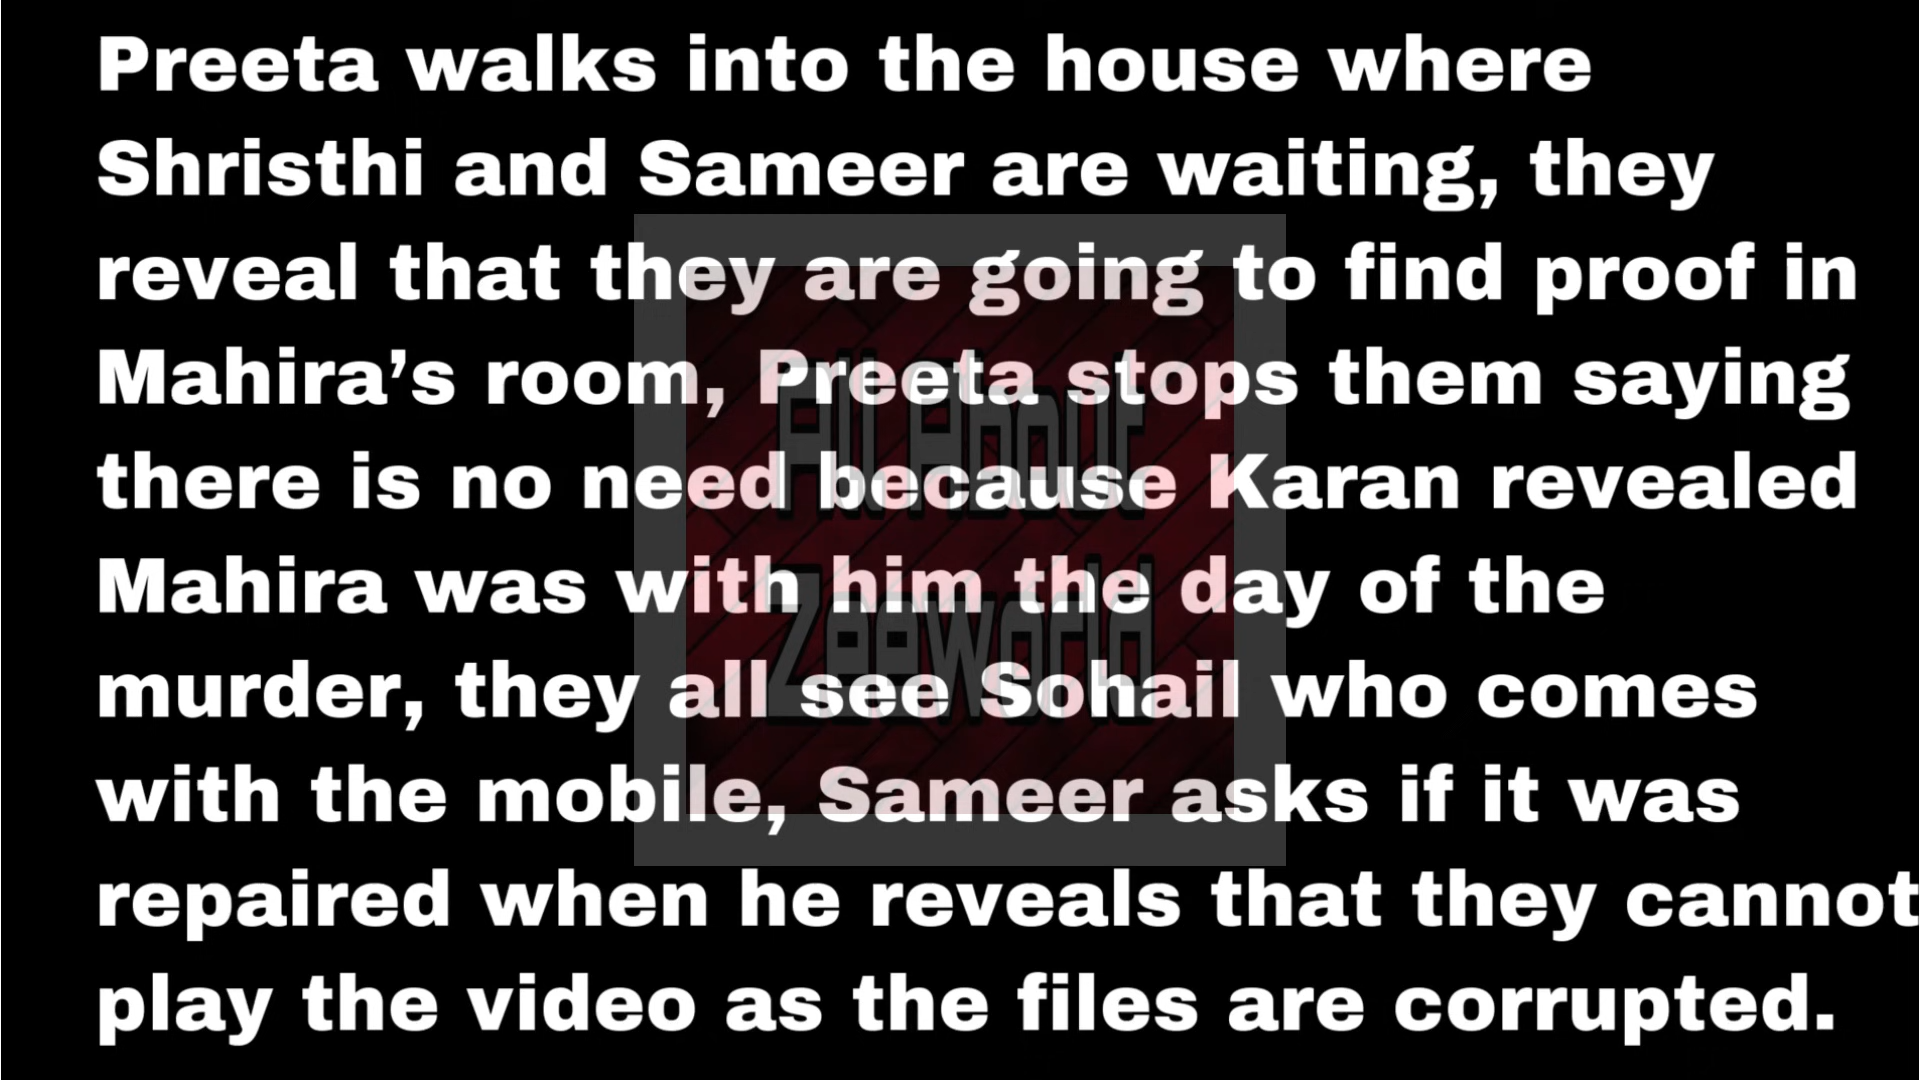 Preeta walks into the house where
Shristhi and Sameer are waiting, they
reveal that they are going to find proof in
Mahira’s room, Preeta stops them saying
there is no need because Karan revealed
Mahira was with him the day of the
murder, they all see Sohail who comes
with the mobile, Sameer asks if it was
repaired when he reveals that they cannot
play the video as the files are corrupted.
All About
Zeeworld